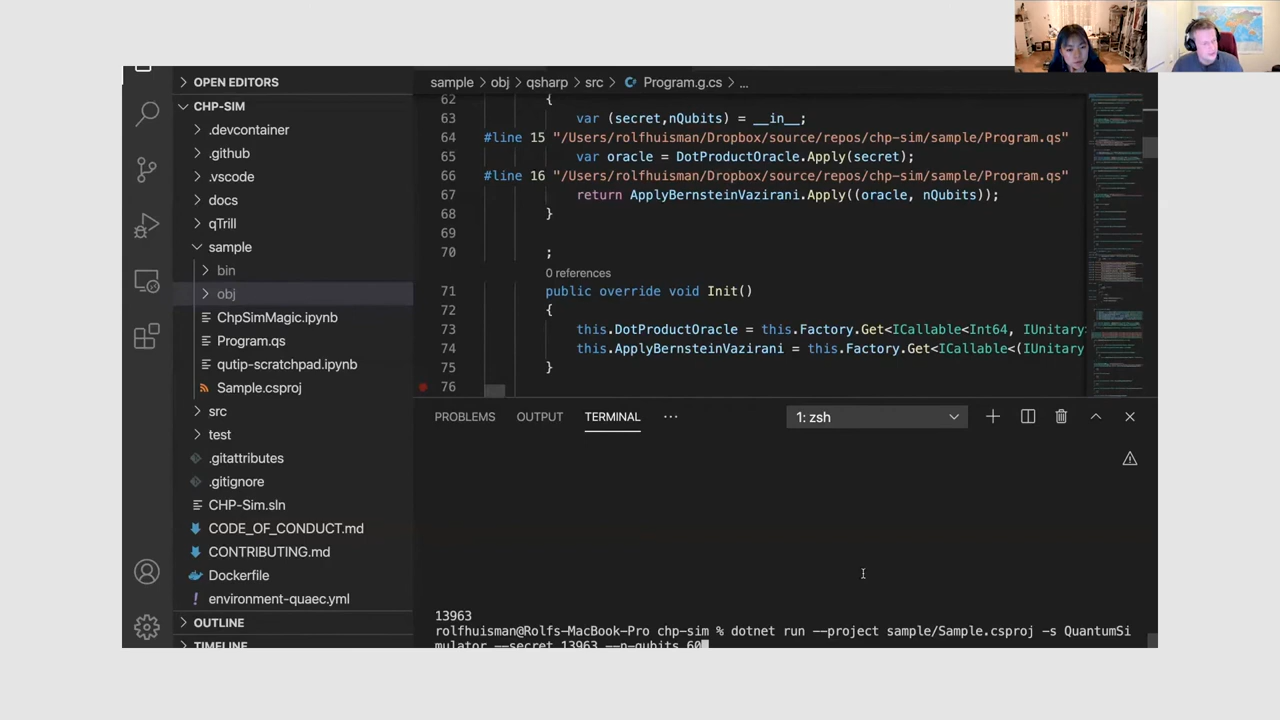 OPEN EDITORS
CHP-SIM
.devcontainer
.github
.vscode
docs
qrill
sample
bin
obj
ChpSimMagic.ipynb
Program.qs
qutip-scratchpad.ipynb
Sample.csproj
src
test
.gitattributes
.gitignore
CHP-Sim.sln
CODE_OF_CONDUCT.md
CONTRIBUTING.md
Dockerfile
environment-quaec.yml
OUTLINE
TIMELINE
sample > obj > qsharp > src > Program.g.cs > ...
62 {
63 var (secret,nQubits) = __in__;
64 #line 15 "/Users/rolfhuisman/Dropbox/source/repos/chp-sim/sample/Program.qs"
65 var oracle = DotProductOracle.Apply(secret);
66 #line 16 "/Users/rolfhuisman/Dropbox/source/repos/chp-sim/sample/Program.qs"
67 return ApplyBernsteinVazirani.Apply((oracle, nQubits));
68 }
69
70 ;
0 references
71 public override void Init()
72 {
73 this.DotProductOracle = this.Factory.Get<ICallable<Int64, IUnitary
74 this.ApplyBernsteinVazirani = this.Factory.Get<ICallable<(IUnitary
75 }
76
PROBLEMS OUTPUT TERMINAL ... 1: zsh
13963
rolfhuisman@Rolfs-MacBook-Pro chp-sim % dotnet run --project sample/Sample.csproj -s QuantumSi
mulator --secret 13963 --n-qubits 60